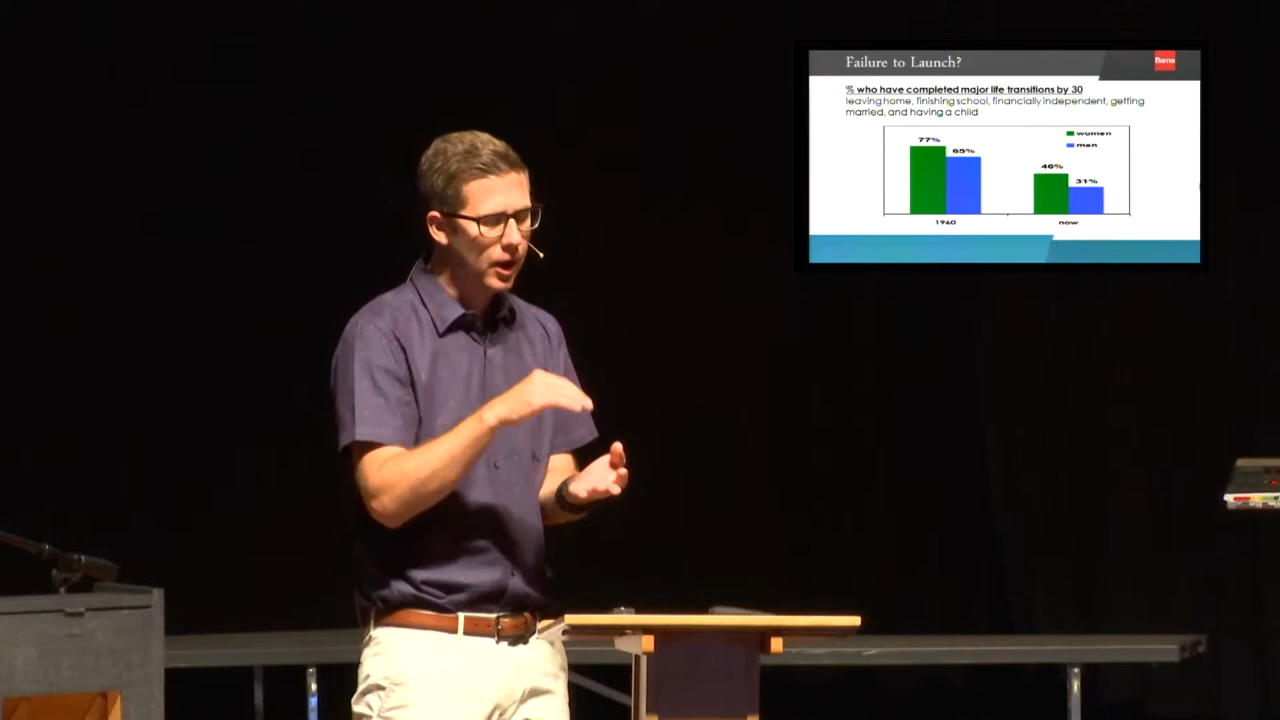 Failure to Launch?
Barna
% who have completed major life transitions by 30
leaving home, finishing school, financially independent, getting
married, and having a child
women
men
77%
65%
46%
31%
1960
now